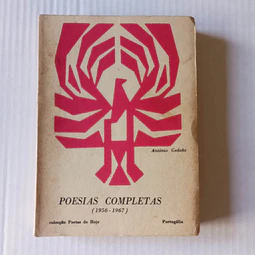 António Gedeão
POESIAS COMPLETAS
(1956-1967)
colecção Poetas de Hoje Portugália